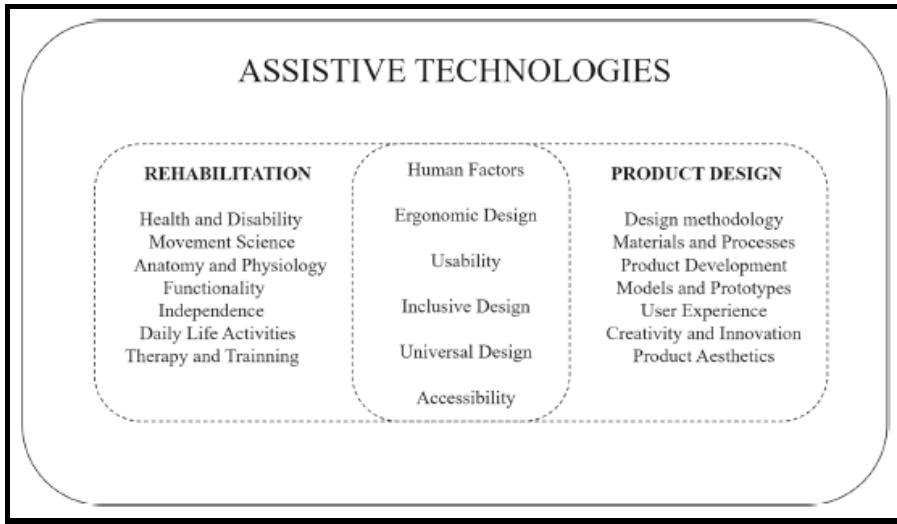 ASSISTIVE TECHNOLOGIES
REHABILITATION
Health and Disability
Movement Science
Anatomy and Physiology
Functionality
Independence
Daily Life Activities
Therapy and Trainning
Human Factors
Ergonomic Design
Usability
Inclusive Design
Universal Design
Accessibility
PRODUCT DESIGN
Design methodology
Materials and Processes
Product Development
Models and Prototypes
User Experience
Creativity and Innovation
Product Aesthetics